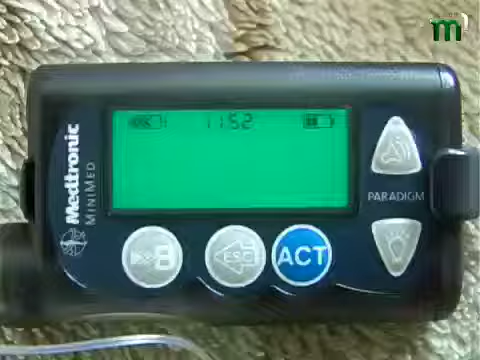 m
11:52
Medtronic
MINIMED
PARADIGM
B
ESC
ACT